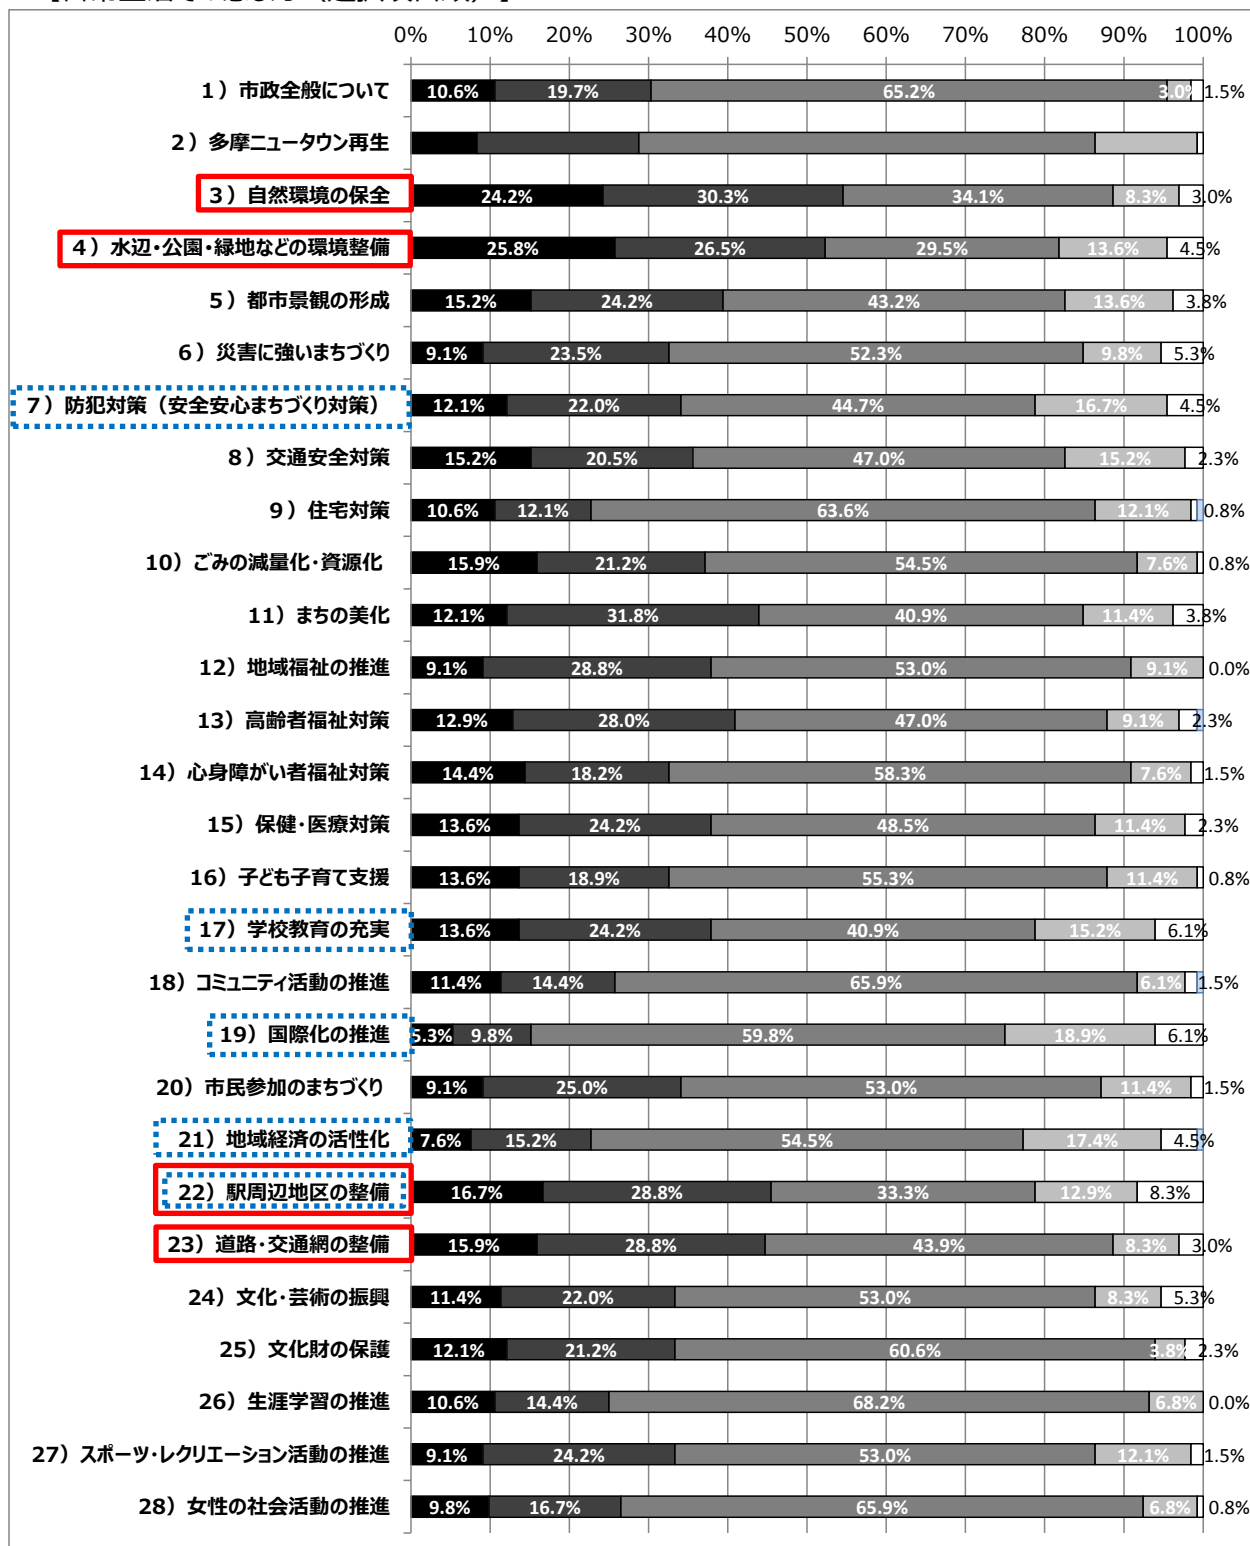 0% 10% 20% 30% 40% 50% 60% 70% 80% 90% 100%
1）市政全般について 10.6% 19.7% 65.2% 3.0% 1.5%
2）多摩ニュータウン再生
3）自然環境の保全 24.2% 30.3% 34.1% 8.3% 3.0%
4）水辺・公園・緑地などの環境整備 25.8% 26.5% 29.5% 13.6% 4.5%
5）都市景観の形成 15.2% 24.2% 43.2% 13.6% 3.8%
6）災害に強いまちづくり 9.1% 23.5% 52.3% 9.8% 5.3%
7）防犯対策（安全安心まちづくり対策） 12.1% 22.0% 44.7% 16.7% 4.5%
8）交通安全対策 15.2% 20.5% 47.0% 15.2% 2.3%
9）住宅対策 10.6% 12.1% 63.6% 12.1% 0.8%
10）ごみの減量化・資源化 15.9% 21.2% 54.5% 7.6% 0.8%
11）まちの美化 12.1% 31.8% 40.9% 11.4% 3.8%
12）地域福祉の推進 9.1% 28.8% 53.0% 9.1% 0.0%
13）高齢者福祉対策 12.9% 28.0% 47.0% 9.1% 2.3%
14）心身障がい者福祉対策 14.4% 18.2% 58.3% 7.6% 1.5%
15）保健・医療対策 13.6% 24.2% 48.5% 11.4% 2.3%
16）子ども子育て支援 13.6% 18.9% 55.3% 11.4% 0.8%
17）学校教育の充実 13.6% 24.2% 40.9% 15.2% 6.1%
18）コミュニティ活動の推進 11.4% 14.4% 65.9% 6.1% 1.5%
19）国際化の推進 5.3% 9.8% 59.8% 18.9% 6.1%
20）市民参加のまちづくり 9.1% 25.0% 53.0% 11.4% 1.5%
21）地域経済の活性化 7.6% 15.2% 54.5% 17.4% 4.5%
22）駅周辺地区の整備 16.7% 28.8% 33.3% 12.9% 8.3%
23）道路・交通網の整備 15.9% 28.8% 43.9% 8.3% 3.0%
24）文化・芸術の振興 11.4% 22.0% 53.0% 8.3% 5.3%
25）文化財の保護 12.1% 21.2% 60.6% 3.8% 2.3%
26）生涯学習の推進 10.6% 14.4% 68.2% 6.8% 0.0%
27）スポーツ・レクリエーション活動の推進 9.1% 24.2% 53.0% 12.1% 1.5%
28）女性の社会活動の推進 9.8% 16.7% 65.9% 6.8% 0.8%